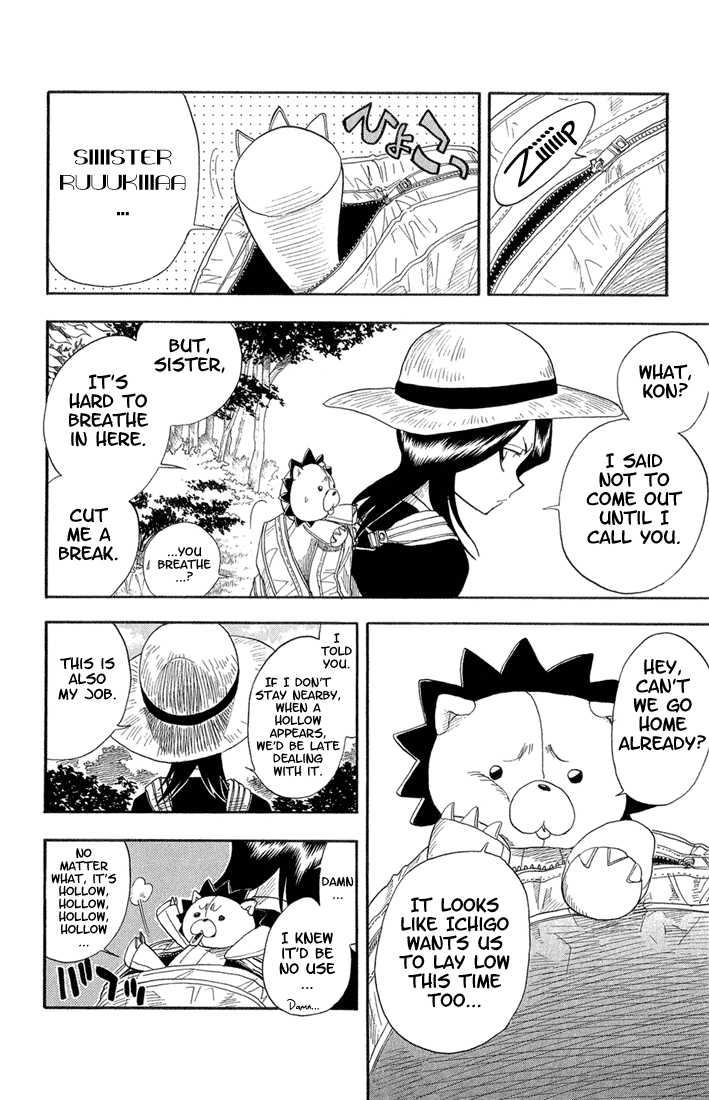 Ziiiiip
ひょこっ
SIIIISTER
RUUUKIIIAA
...
WHAT,
KON?
I SAID
NOT TO
COME OUT
UNTIL I
CALL YOU.
BUT,
SISTER,
IT'S
HARD TO
BREATHE
IN HERE.
CUT
ME A
BREAK.
...YOU
BREATHE
...?
HEY,
CAN'T
WE GO
HOME
ALREADY?
IT LOOKS
LIKE ICHIGO
WANTS US
TO LAY LOW
THIS TIME
TOO...
I
TOLD
YOU.
IF I DON'T
STAY NEARBY,
WHEN A
HOLLOW
APPEARS,
WE'D BE LATE
DEALING
WITH IT.
THIS IS
ALSO
MY JOB.
DAMN
...
I KNEW
IT'D BE
NO USE
...
Damn...
NO
MATTER
WHAT, IT'S
HOLLOW,
HOLLOW,
HOLLOW,
HOLLOW
...